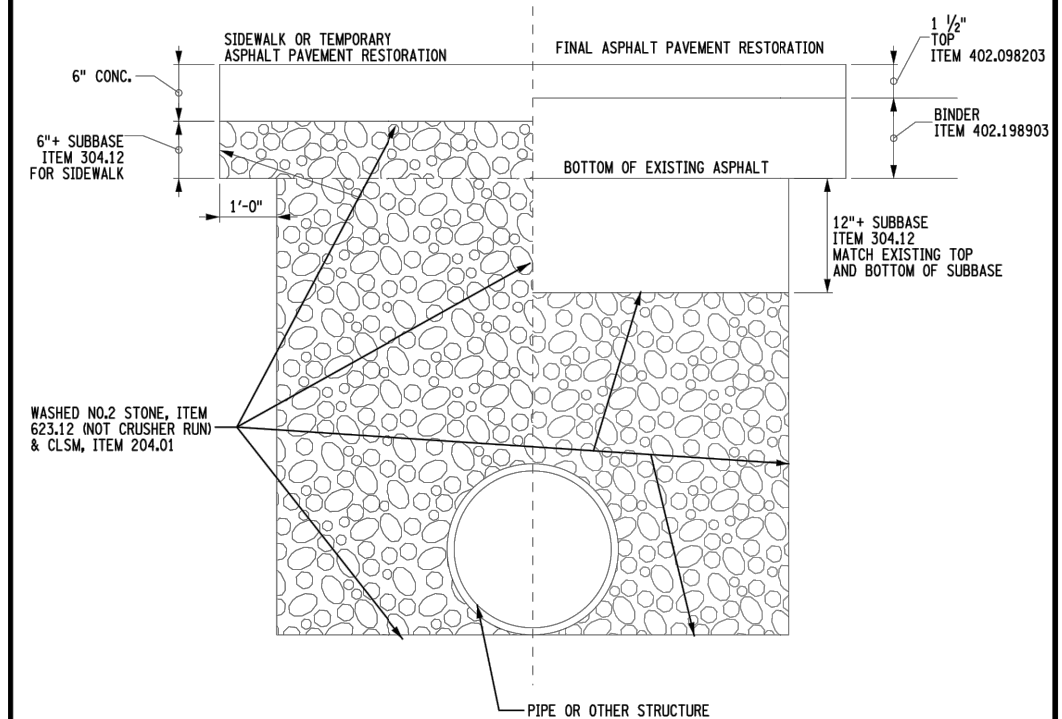 SIDEWALK OR TEMPORARY
ASPHALT PAVEMENT RESTORATION
FINAL ASPHALT PAVEMENT RESTORATION
1 1/2"
TOP
ITEM 402.098203
6" CONC.
BINDER
ITEM 402.198903
6"+ SUBBASE
ITEM 304.12
FOR SIDEWALK
BOTTOM OF EXISTING ASPHALT
1'-0"
12"+ SUBBASE
ITEM 304.12
MATCH EXISTING TOP
AND BOTTOM OF SUBBASE
WASHED NO.2 STONE, ITEM
623.12 (NOT CRUSHER RUN)
& CLSM, ITEM 204.01
PIPE OR OTHER STRUCTURE